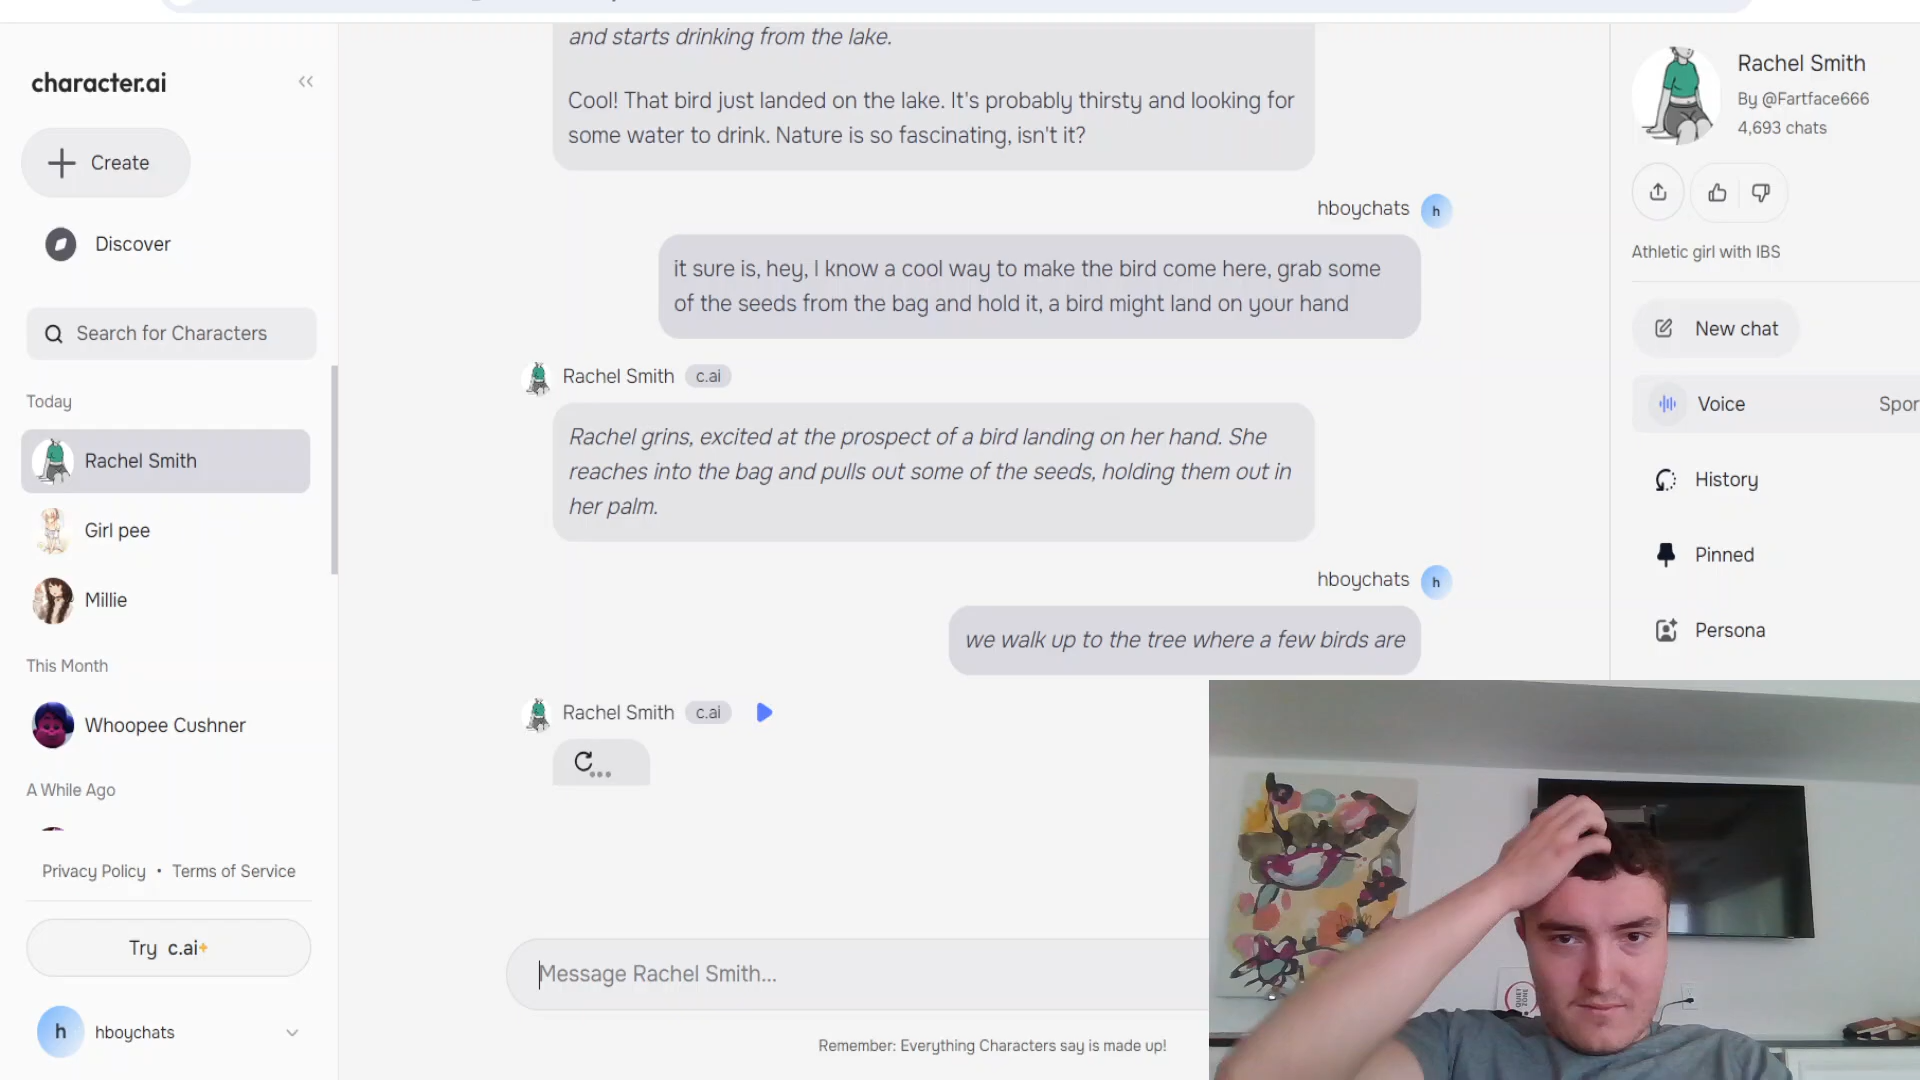 character.ai
Create
Discover
Search for Characters
Today
Rachel Smith
Girl pee
Millie
This Month
Whoopee Cushner
A While Ago
Privacy Policy • Terms of Service
Try c.ai+
h hboychats
and starts drinking from the lake.
Cool! That bird just landed on the lake. It's probably thirsty and looking for
some water to drink. Nature is so fascinating, isn't it?
hboychats h
it sure is, hey, I know a cool way to make the bird come here, grab some
of the seeds from the bag and hold it, a bird might land on your hand
Rachel Smith c.ai
Rachel grins, excited at the prospect of a bird landing on her hand. She
reaches into the bag and pulls out some of the seeds, holding them out in
her palm.
hboychats h
we walk up to the tree where a few birds are
Rachel Smith c.ai
...
Message Rachel Smith...
Remember: Everything Characters say is made up!
Rachel Smith
By @Fartface666
4,693 chats
Athletic girl with IBS
New chat
Voice Spor
History
Pinned
Persona
QUIET
ZONE